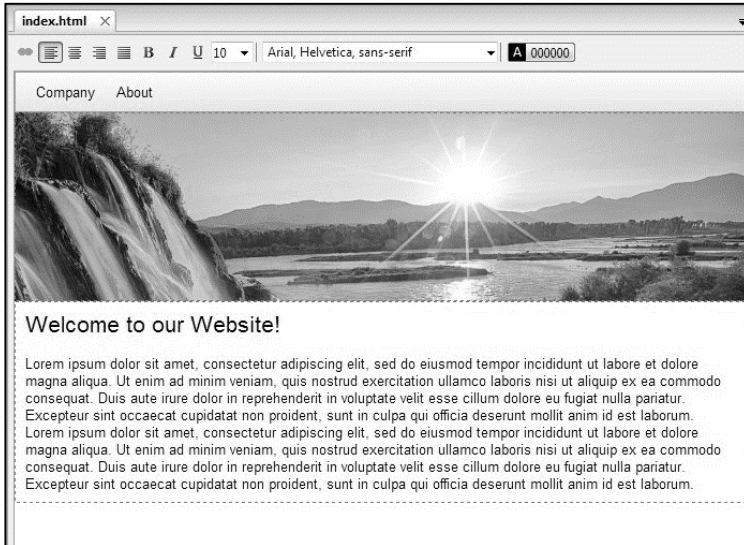 index.html
B I U 10 Arial, Helvetica, sans-serif A 000000
Company About
Welcome to our Website!
Lorem ipsum dolor sit amet, consectetur adipiscing elit, sed do eiusmod tempor incididunt ut labore et dolore
magna aliqua. Ut enim ad minim veniam, quis nostrud exercitation ullamco laboris nisi ut aliquip ex ea commodo
consequat. Duis aute irure dolor in reprehenderit in voluptate velit esse cillum dolore eu fugiat nulla pariatur.
Excepteur sint occaecat cupidatat non proident, sunt in culpa qui officia deserunt mollit anim id est laborum.
Lorem ipsum dolor sit amet, consectetur adipiscing elit, sed do eiusmod tempor incididunt ut labore et dolore
magna aliqua. Ut enim ad minim veniam, quis nostrud exercitation ullamco laboris nisi ut aliquip ex ea commodo
consequat. Duis aute irure dolor in reprehenderit in voluptate velit esse cillum dolore eu fugiat nulla pariatur.
Excepteur sint occaecat cupidatat non proident, sunt in culpa qui officia deserunt mollit anim id est laborum.